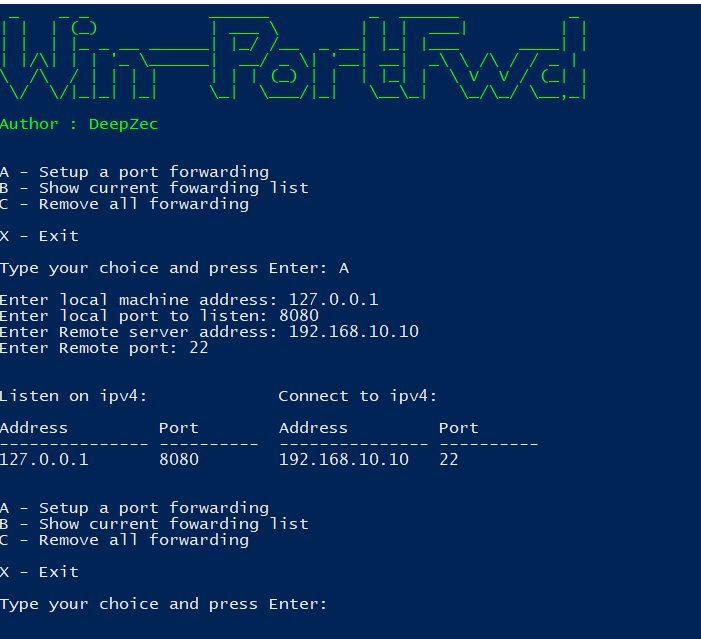 Win-PortFwd
Author : DeepZec
A - Setup a port forwarding
B - Show current fowarding list
C - Remove all forwarding
X - Exit
Type your choice and press Enter: A
Enter local machine address: 127.0.0.1
Enter local port to listen: 8080
Enter Remote server address: 192.168.10.10
Enter Remote port: 22
Listen on ipv4:             Connect to ipv4:
Address         Port        Address         Port
--------------- ----------  --------------- ----------
127.0.0.1       8080        192.168.10.10   22
A - Setup a port forwarding
B - Show current fowarding list
C - Remove all forwarding
X - Exit
Type your choice and press Enter: